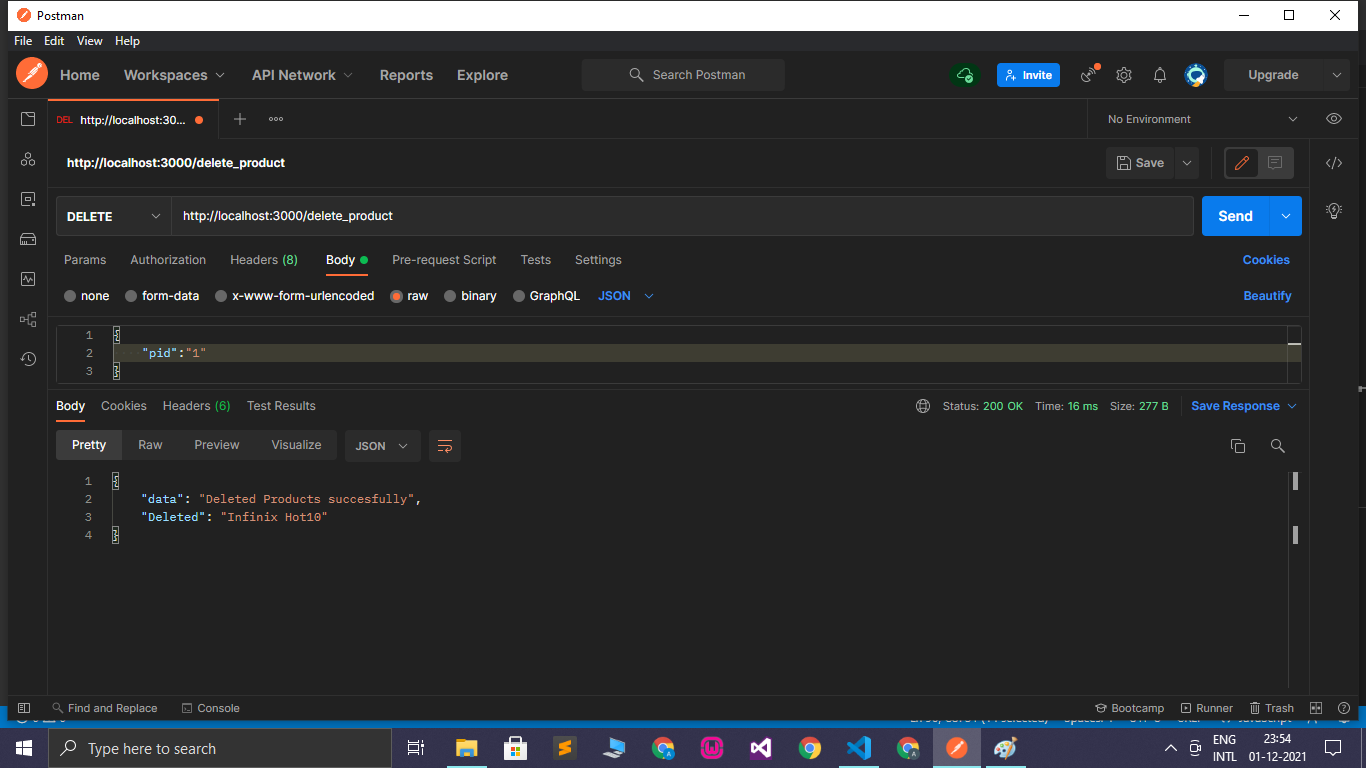 Postman
File Edit View Help
Home Workspaces API Network Reports Explore Search Postman Invite Upgrade
DEL http://localhost:30... No Environment
http://localhost:3000/delete_product Save
DELETE http://localhost:3000/delete_product Send
Params Authorization Headers (8) Body Pre-request Script Tests Settings Cookies
none form-data x-www-form-urlencoded raw binary GraphQL JSON Beautify
1 {
2 "pid":"1"
3 }
Body Cookies Headers (6) Test Results Status: 200 OK Time: 16 ms Size: 277 B Save Response
Pretty Raw Preview Visualize JSON
1 {
2 "data": "Deleted Products succesfully",
3 "Deleted": "Infinix Hot10"
4 }
Find and Replace Console Bootcamp Runner Trash
Type here to search
ENG 23:54
INTL 01-12-2021